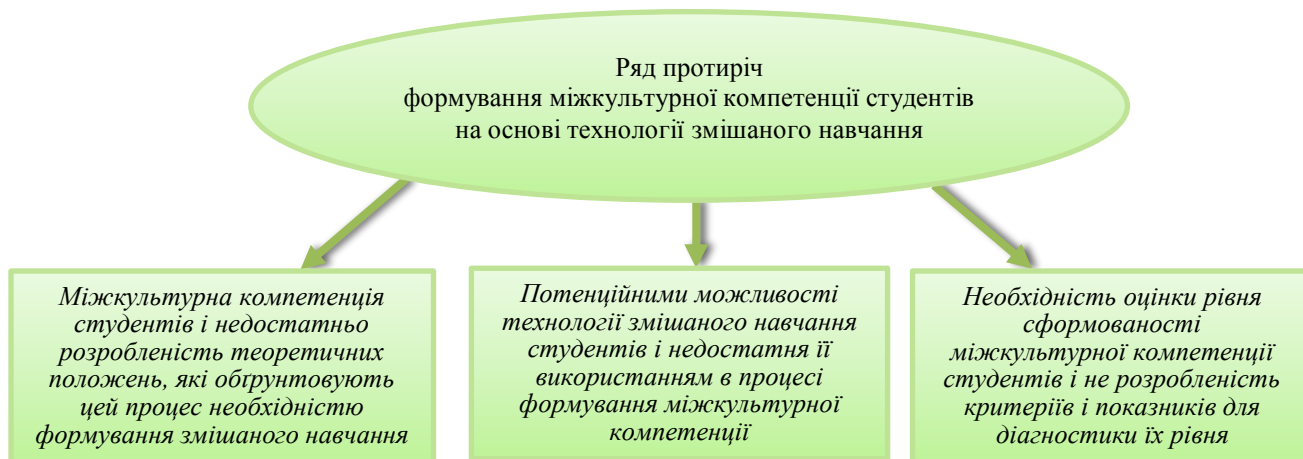 Ряд протиріч
формування міжкультурної компетенції студентів
на основі технології змішаного навчання
Міжкультурна компетенція
студентів і недостатньо
розробленість теоретичних
положень, які обґрунтовують
цей процес необхідністю
формування змішаного навчання
Потенційними можливості
технології змішаного навчання
студентів і недостатня її
використанням в процесі
формування міжкультурної
компетенції
Необхідність оцінки рівня
сформованості
міжкультурної компетенції
студентів і не розробленість
критеріїв і показників для
діагностики їх рівня